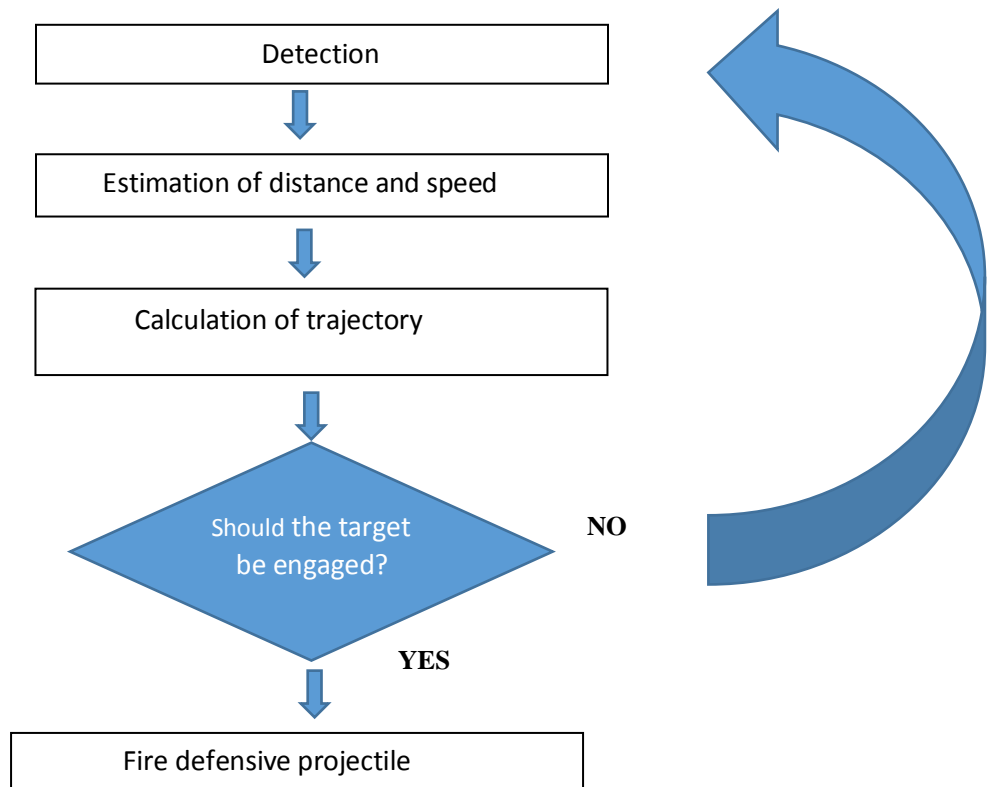 Detection
Estimation of distance and speed
Calculation of trajectory
Should the target
be engaged?
NO
YES
Fire defensive projectile